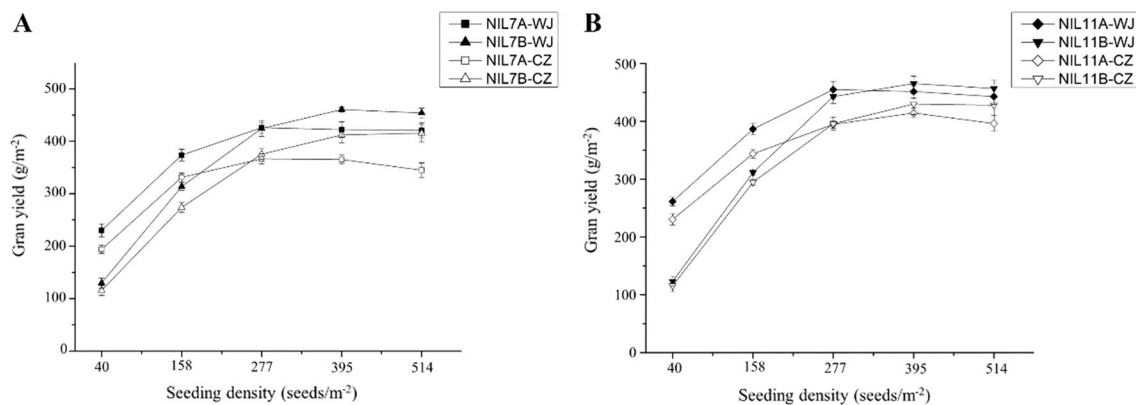 A
NIL7A-WJ
NIL7B-WJ
NIL7A-CZ
NIL7B-CZ
Gran yield (g/m-2)
500
400
300
200
100
0
40 158 277 395 514
Seeding density (seeds/m-2)
B
NIL11A-WJ
NIL11B-WJ
NIL11A-CZ
NIL11B-CZ
Gran yield (g/m-2)
500
400
300
200
100
0
40 158 277 395 514
Seeding density (seeds/m-2)